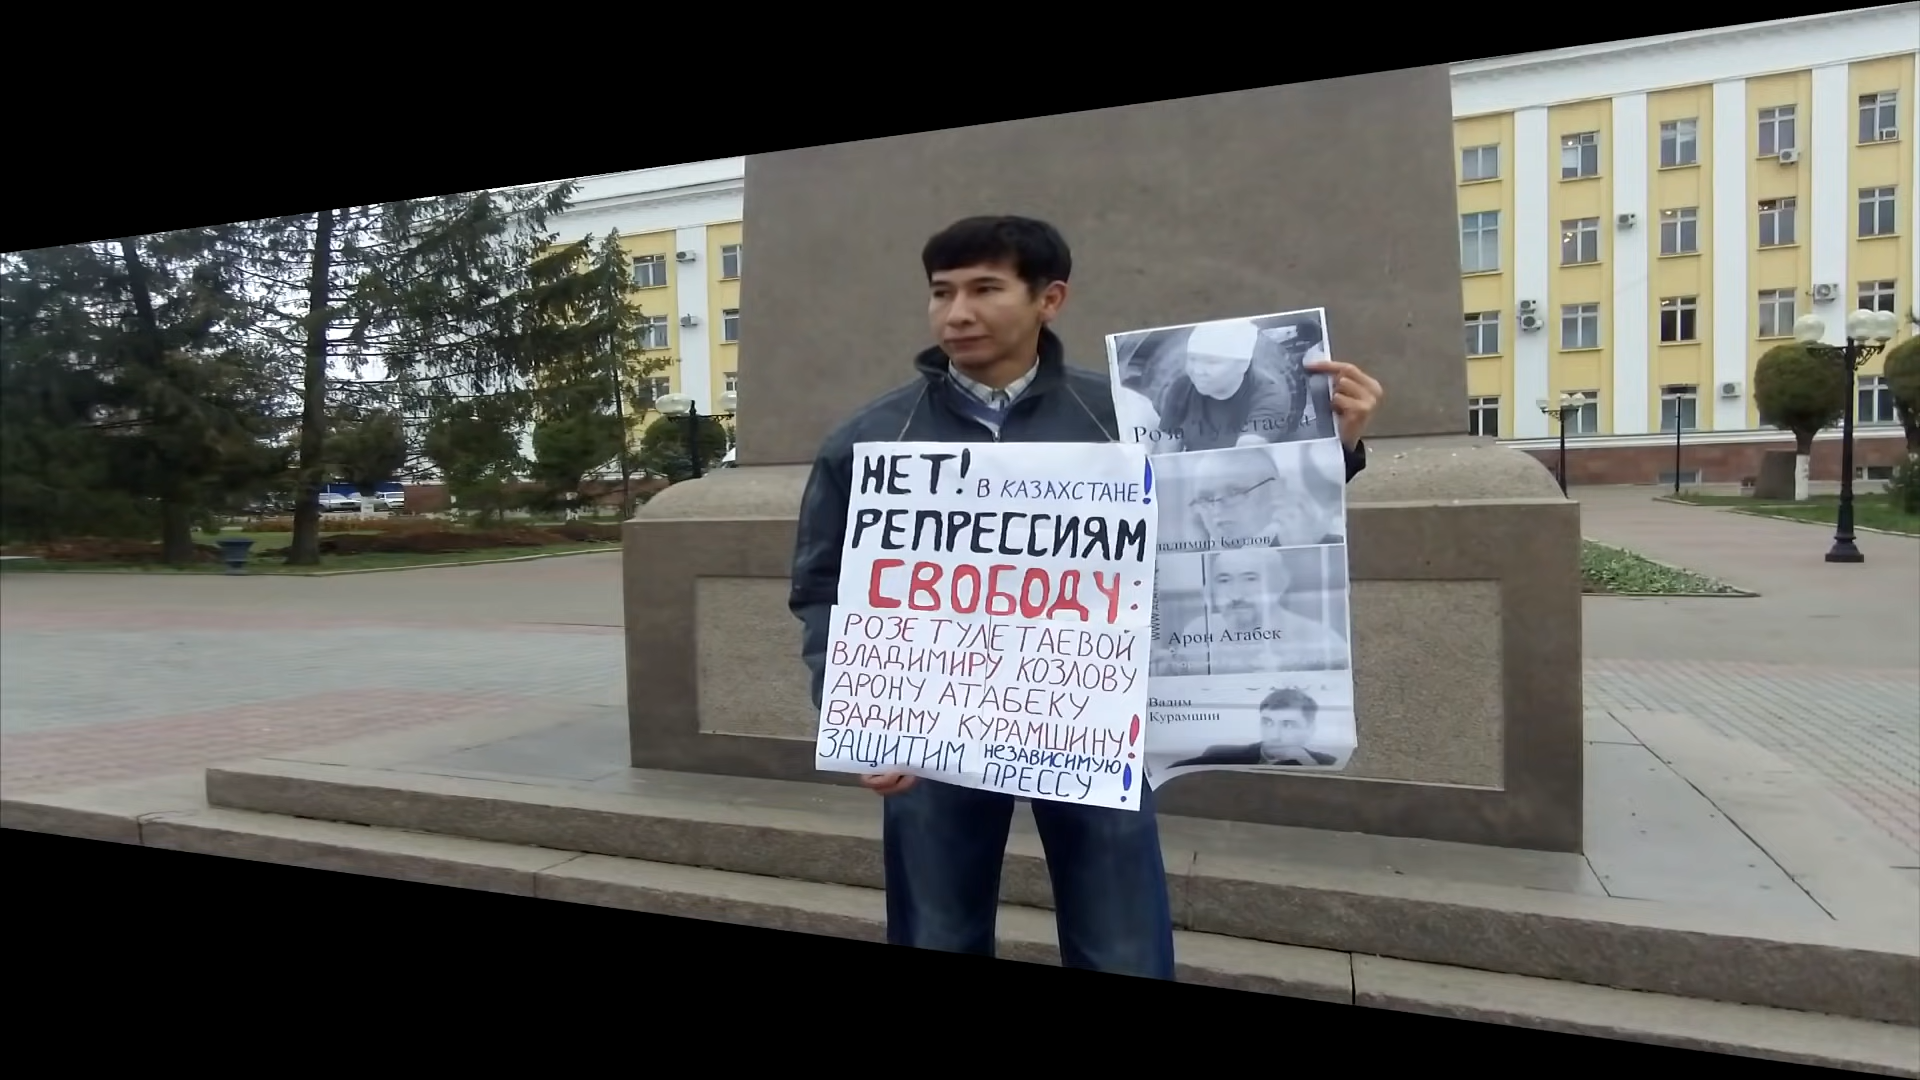 НЕТ! В КАЗАХСТАНЕ!
РЕПРЕССИЯМ
СВОБОДУ:
РОЗЕ ТУЛЕТАЕВОЙ
ВЛАДИМИРУ КОЗЛОВУ
АРОНУ АТАБЕКУ
ВАДИМУ КУРАМШИНУ!
ЗАЩИТИМ НЕЗАВИСИМУЮ
ПРЕССУ!
Роза Тулетаева
Козлов
Арон Атабек
Вадим
Курамшин